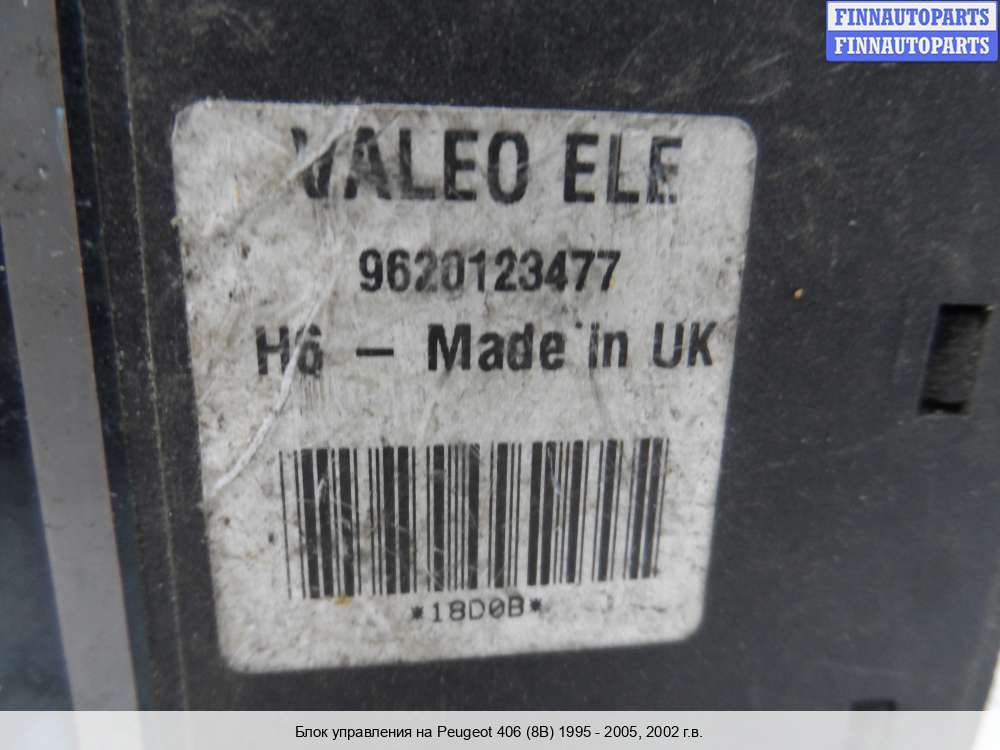 FINNAUTOPARTS
FINNAUTOPARTS
VALEO ELE
9620123477
H6 - Made in UK
*18D0B*
Блок управления на Peugeot 406 (8B) 1995 - 2005, 2002 г.в.